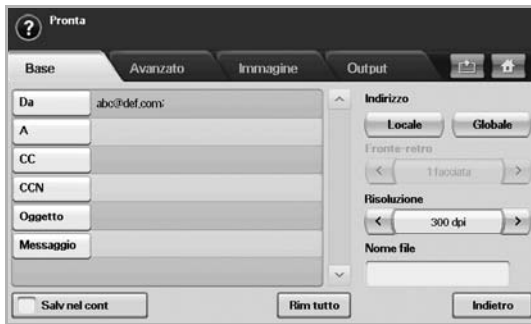 Pronta
Base Avanzato Immagine Output
Da abc@def.com;
A
CC
CCN
Oggetto
Messaggio
Indirizzo
Locale Globale
Fronte-retro
1 facciata
Risoluzione
300 dpi
Nome file
Salv nel cont Rim tutto Indietro